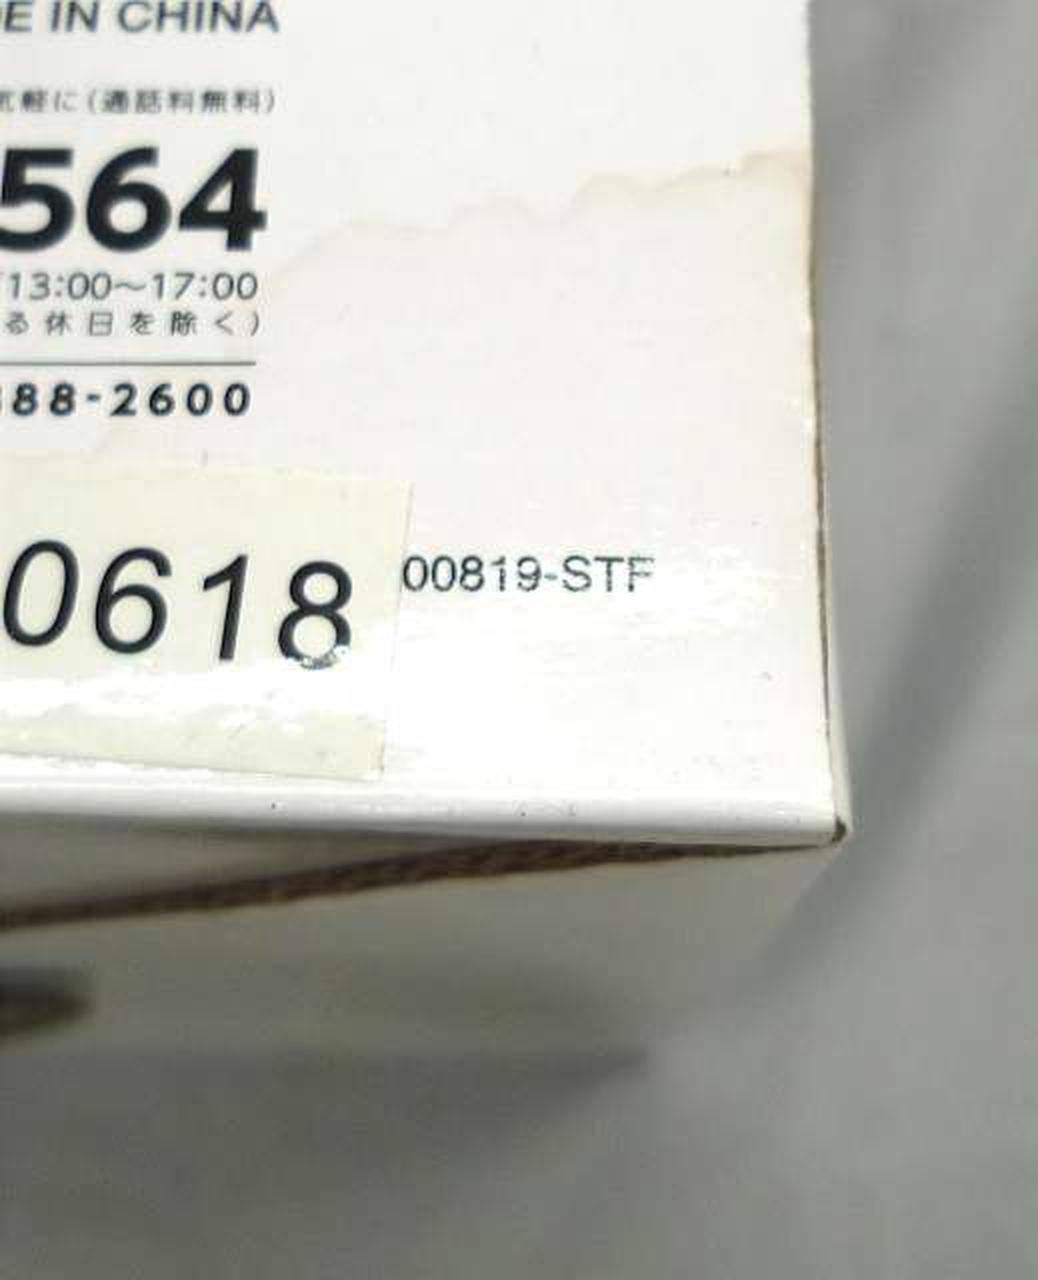 E IN CHINA
気軽に(通話料無料)
564
13:00〜17:00
る休日を除く)
88-2600
0618
00819-STF